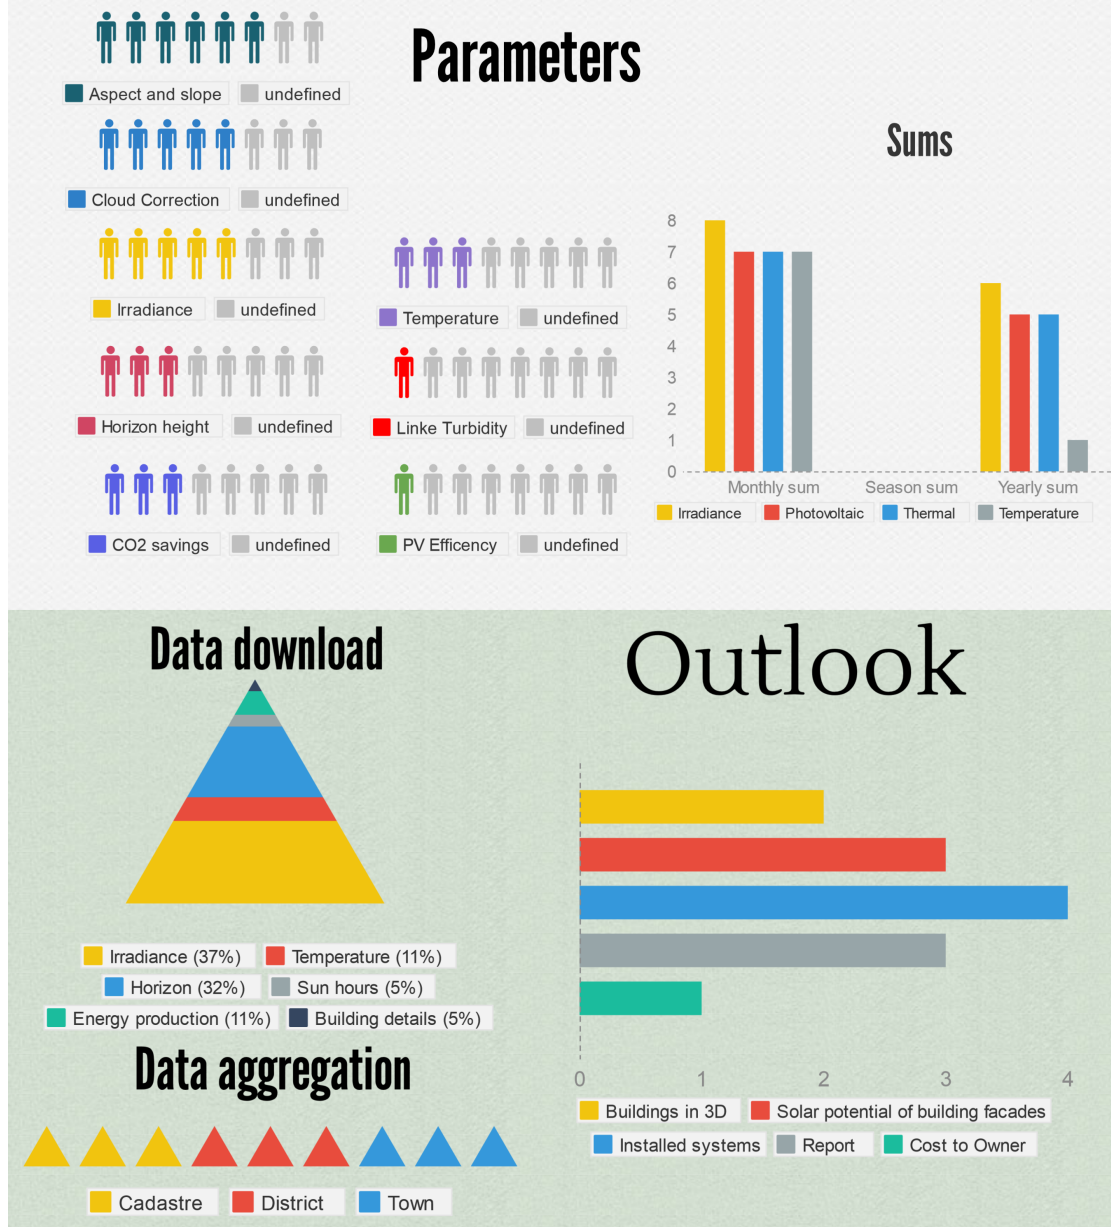 Parameters
Aspect and slope undefined
Cloud Correction undefined
Irradiance undefined
Horizon height undefined
CO2 savings undefined
Temperature undefined
Linke Turbidity undefined
PV Efficency undefined
Sums
8
7
6
5
4
3
2
1
0
Monthly sum Season sum Yearly sum
Irradiance Photovoltaic Thermal Temperature
Data download
Irradiance (37%) Temperature (11%)
Horizon (32%) Sun hours (5%)
Energy production (11%) Building details (5%)
Data aggregation
Cadastre District Town
Outlook
0 1 2 3 4
Buildings in 3D Solar potential of building facades
Installed systems Report Cost to Owner